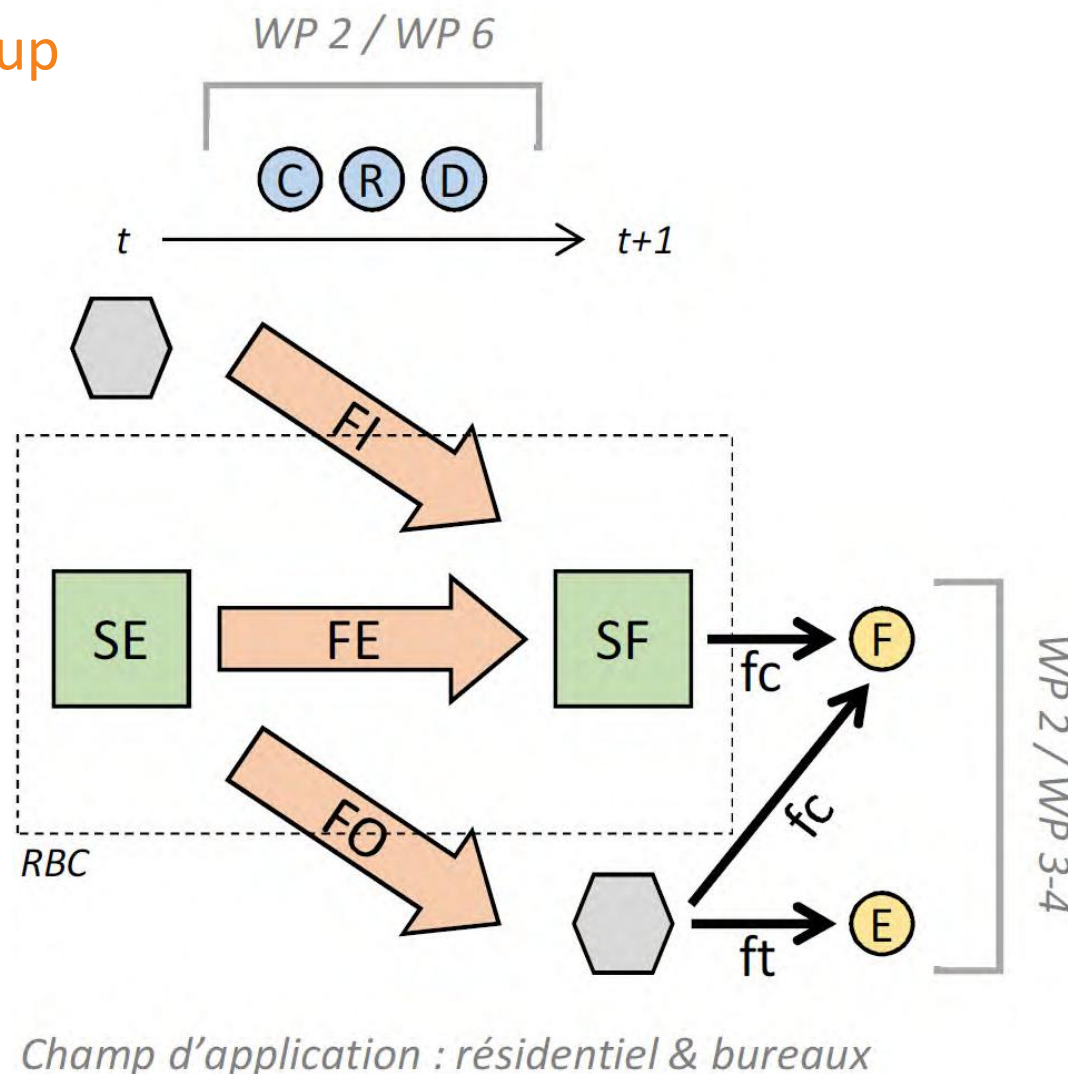 up
WP 2 / WP 6
C R D
t
t+1
FI
SE
FE
SF
fc
F
FO
fc
RBC
ft
E
WP 2 / WP 3-4
Champ d'application : résidentiel & bureaux